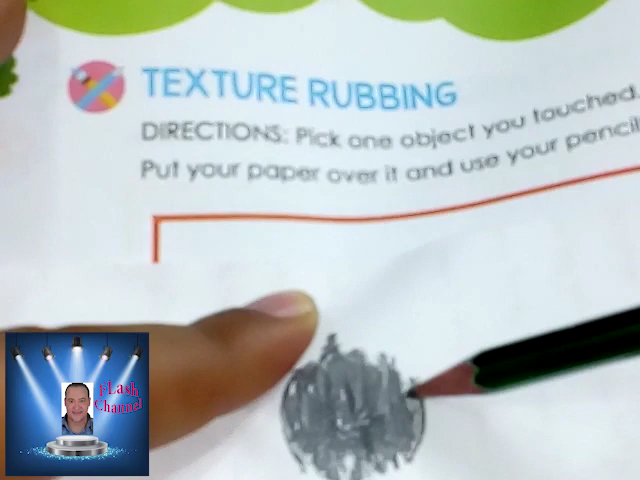 TEXTURE RUBBING
DIRECTIONS: Pick one object you touched.
Put your paper over it and use your pencil
FLash
Channel